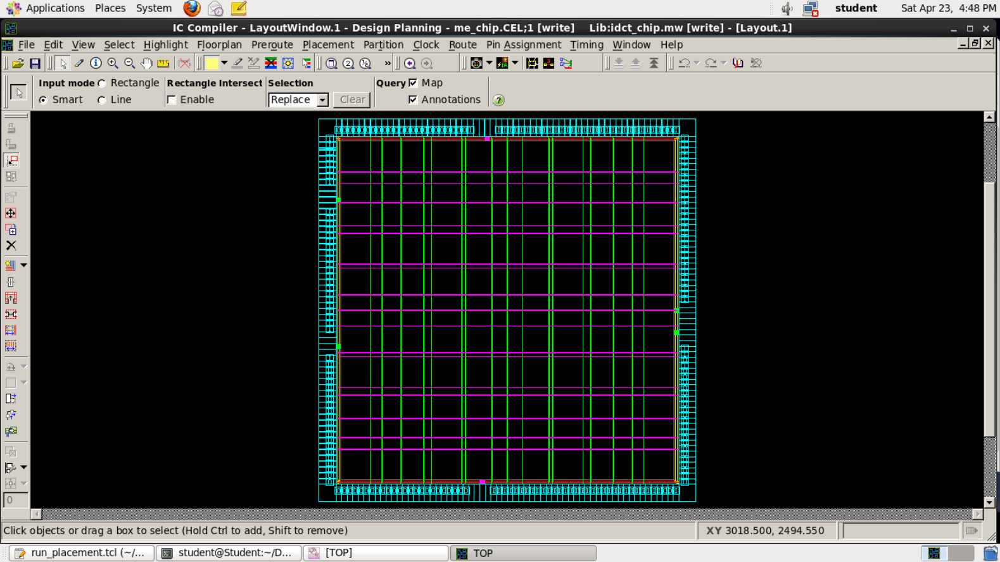 Applications Places System student Sat Apr 23, 4:48 PM
IC Compiler - LayoutWindow.1 - Design Planning - me_chip.CEL;1 [write] Lib:idct_chip.mw [write] - [Layout.1]
File Edit View Select Highlight Floorplan Preroute Placement Partition Clock Route Pin Assignment Timing Window Help
»
Input mode Rectangle Rectangle Intersect Selection Query Map
Smart Line Enable Replace Clear Annotations
0
Click objects or drag a box to select (Hold Ctrl to add, Shift to remove) XY 3018.500, 2494.550
run_placement.tcl (~/... student@Student:~/D... [TOP] TOP